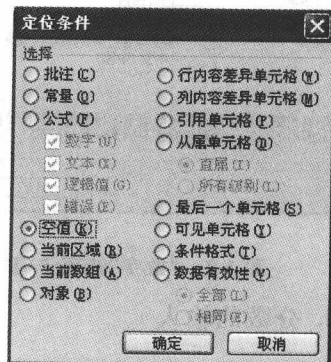 定位条件
选择
批注(C)
常量(O)
公式(F)
数字(U)
文本(X)
逻辑值(G)
错误(E)
空值(K)
当前区域(R)
当前数组(A)
对象(B)
行内容差异单元格(W)
列内容差异单元格(M)
引用单元格(P)
从属单元格(D)
直属(I)
所有级别(L)
最后一个单元格(S)
可见单元格(Y)
条件格式(T)
数据有效性(V)
全部(L)
相同(E)
确定
取消